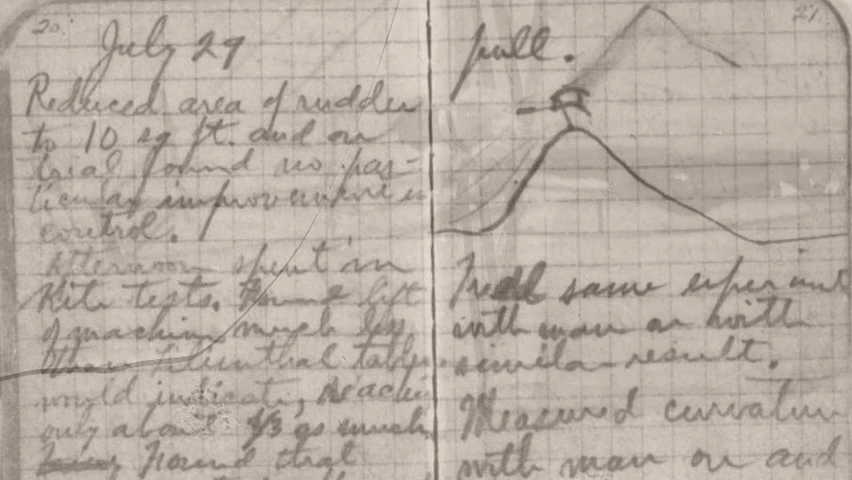 20
July 29
Reduced area of rudder
to 10 sq ft. and on
trial found no par-
ticular improvement in
control.
Afternoon spent in
Kite tests. Found lift
of machine much less
than Lilienthal tables
would indicate, reaching
only about 1/3 as much.
Found that
21
pull.
Tried same experiment
with man on with
similar result.
Measured curvature
with man on and